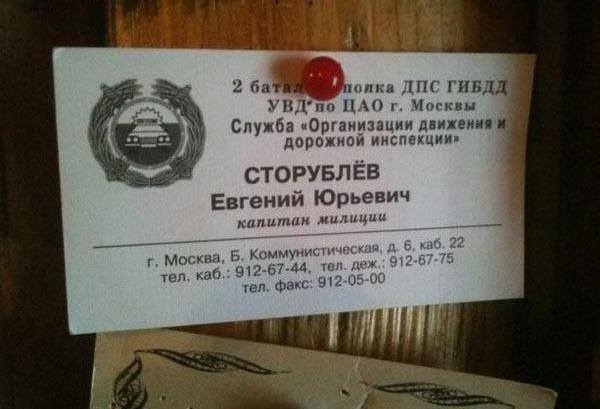 2 батал полка ДПС ГИБДД
УВД по ЦАО г. Москвы
Служба «Организации движения и
дорожной инспекции»
СТОРУБЛЁВ
Евгений Юрьевич
капитан милиции
г. Москва, Б. Коммунистическая, д. 6, каб. 22
тел. каб.: 912-67-44, тел. деж.: 912-67-75
тел. факс: 912-05-00